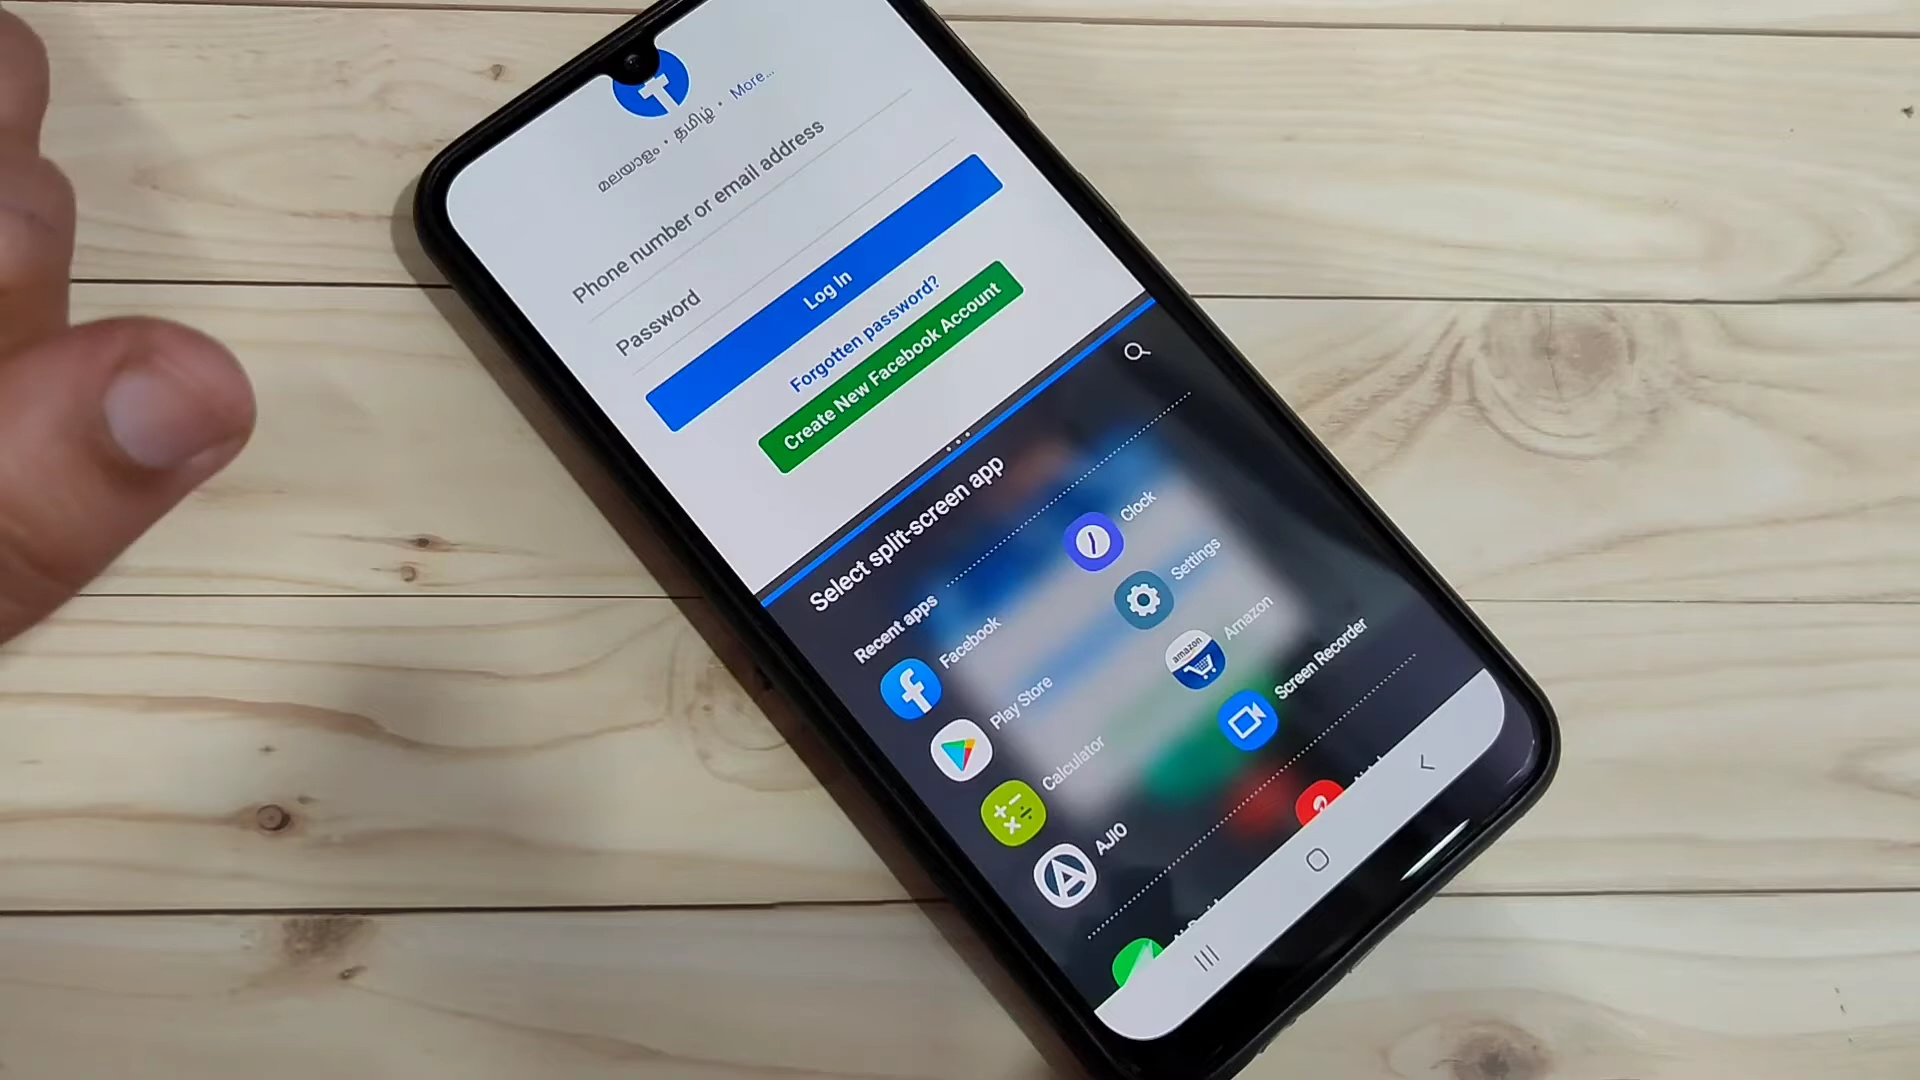 മലയാളം • தமிழ் • More...
Phone number or email address
Password
Log In
Forgotten password?
Create New Facebook Account
Select split-screen app
Recent apps
Facebook
Clock
Play Store
Settings
Calculator
amazon
Amazon
AJIO
Screen Recorder